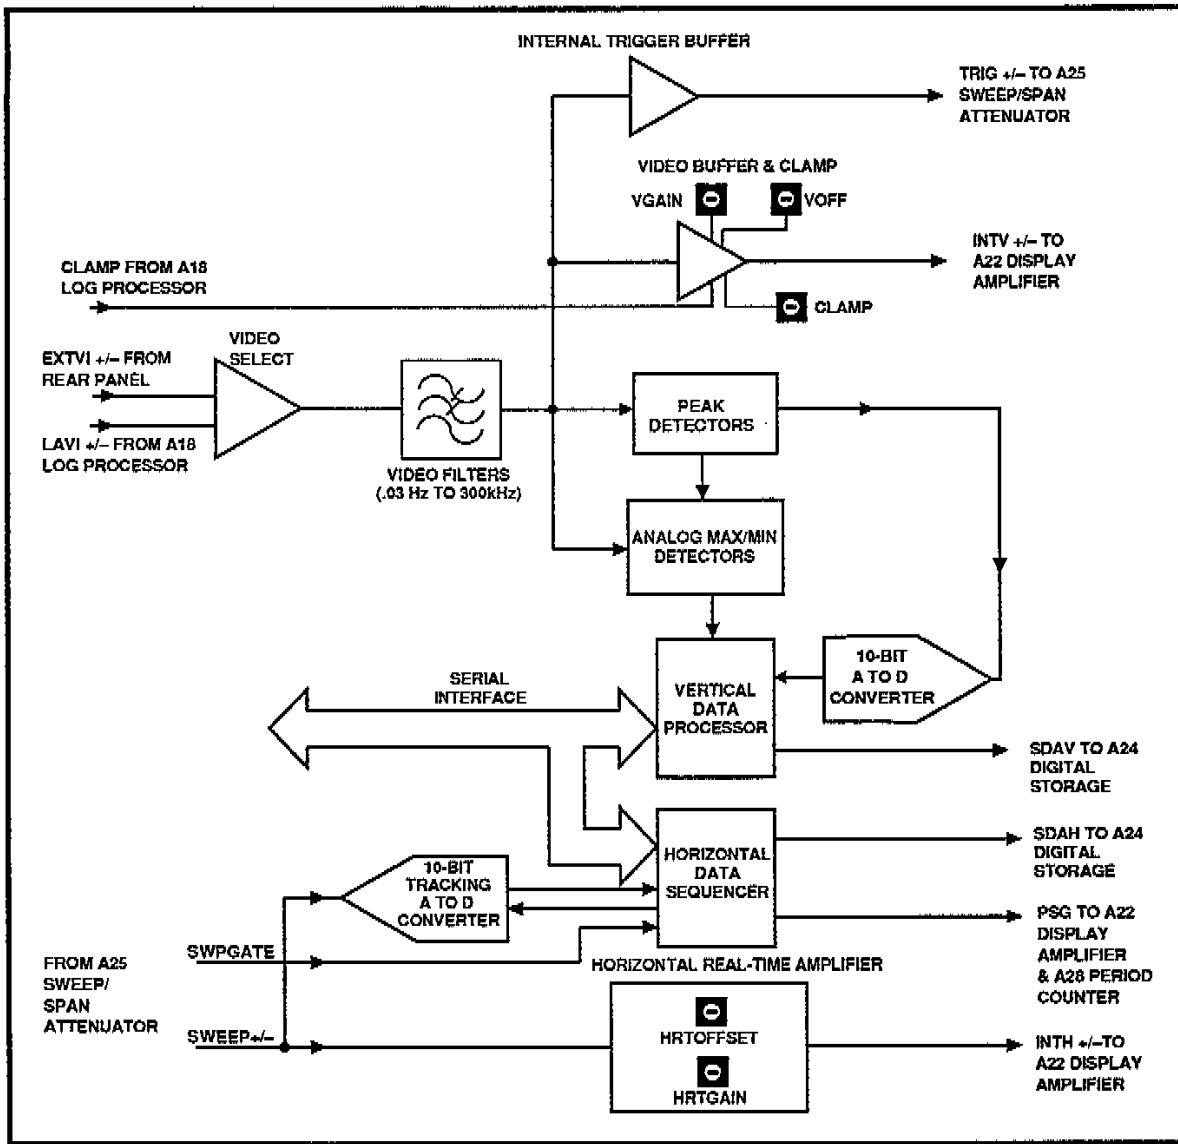 INTERNAL TRIGGER BUFFER
TRIG +/– TO A25
SWEEP/SPAN
ATTENUATOR
VIDEO BUFFER & CLAMP
VGAIN
VOFF
INTV +/– TO
A22 DISPLAY
AMPLIFIER
CLAMP FROM A18
LOG PROCESSOR
CLAMP
VIDEO
SELECT
EXTVI +/– FROM
REAR PANEL
LAVI +/– FROM A18
LOG PROCESSOR
VIDEO FILTERS
(.03 Hz TO 300kHz)
PEAK
DETECTORS
ANALOG MAX/MIN
DETECTORS
10-BIT
A TO D
CONVERTER
SERIAL
INTERFACE
VERTICAL
DATA
PROCESSOR
SDAV TO A24
DIGITAL
STORAGE
HORIZONTAL
DATA
SEQUENCER
SDAH TO A24
DIGITAL
STORAGE
10-BIT
TRACKING
A TO D
CONVERTER
PSG TO A22
DISPLAY
AMPLIFIER
& A28 PERIOD
COUNTER
SWPGATE
FROM A25
SWEEP/
SPAN
ATTENUATOR
SWEEP+/–
HORIZONTAL REAL-TIME AMPLIFIER
HRTOFFSET
HRTGAIN
INTH +/–TO
A22 DISPLAY
AMPLIFIER